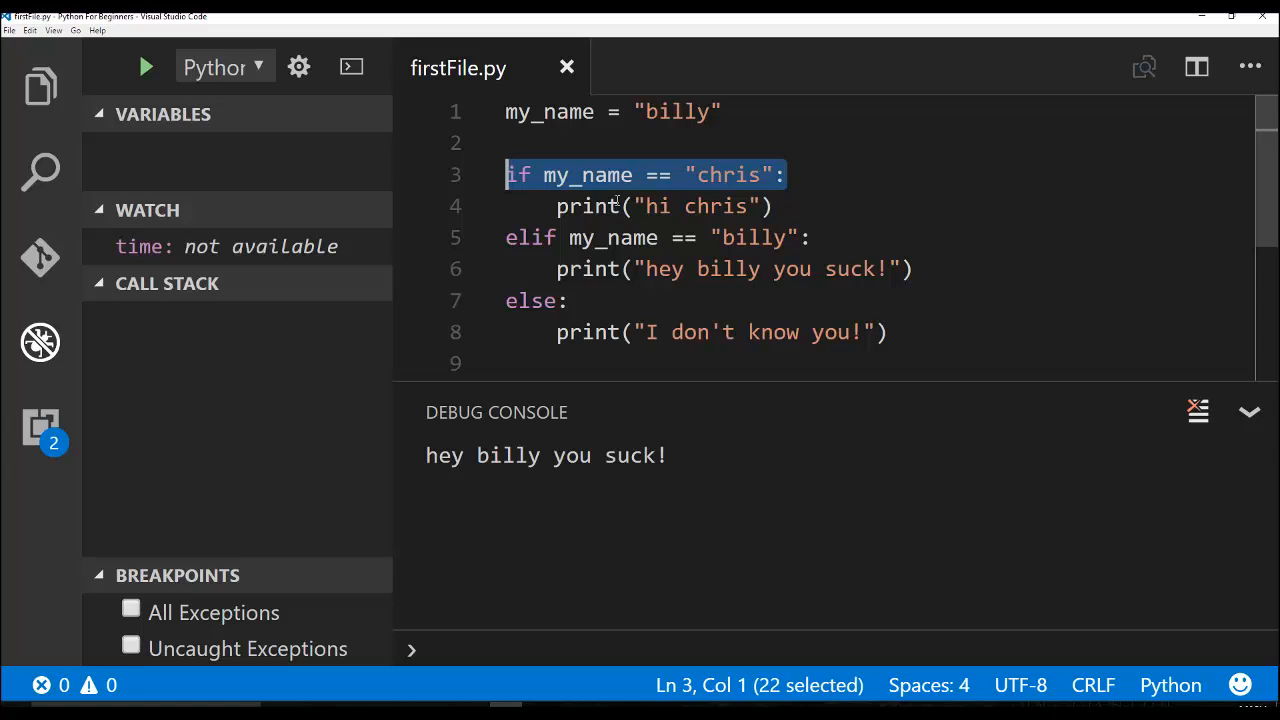 firstFile.py - Python For Beginners - Visual Studio Code
File Edit View Go Help
Python
firstFile.py
VARIABLES
WATCH
time: not available
CALL STACK
BREAKPOINTS
All Exceptions
Uncaught Exceptions
2
1 my_name = "billy"
2
3 if my_name == "chris":
4 print("hi chris")
5 elif my_name == "billy":
6 print("hey billy you suck!")
7 else:
8 print("I don't know you!")
9
DEBUG CONSOLE
hey billy you suck!
0 0 Ln 3, Col 1 (22 selected) Spaces: 4 UTF-8 CRLF Python